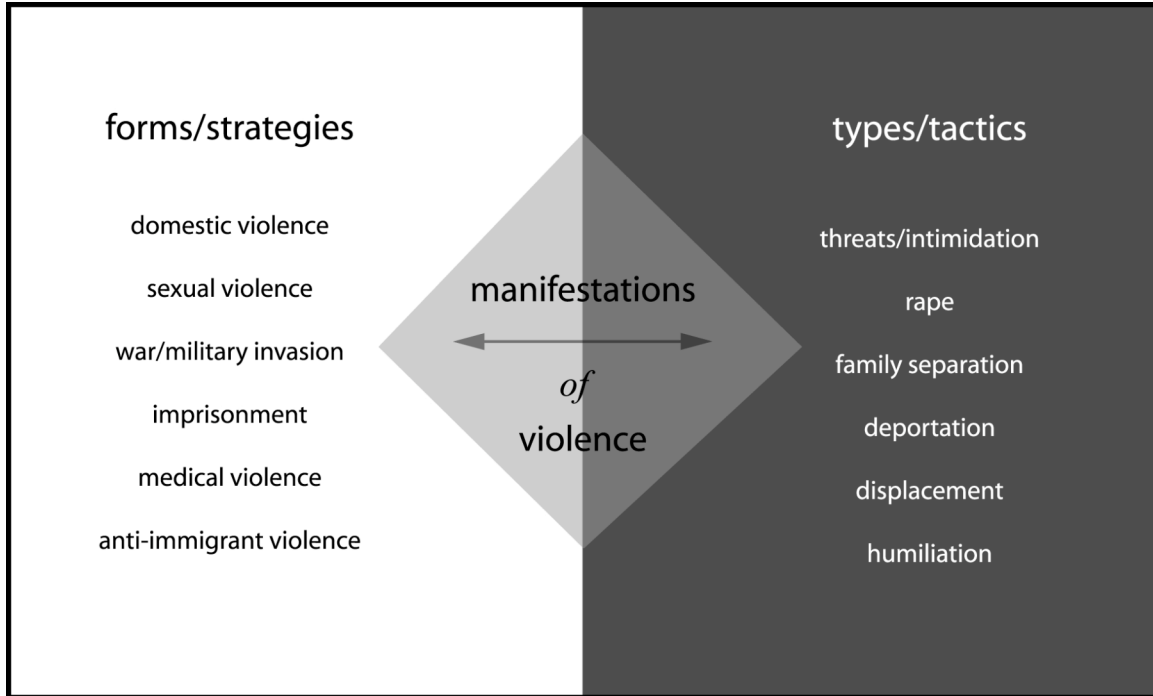 forms/strategies
domestic violence
sexual violence
war/military invasion
imprisonment
medical violence
anti-immigrant violence
manifestations
of
violence
types/tactics
threats/intimidation
rape
family separation
deportation
displacement
humiliation